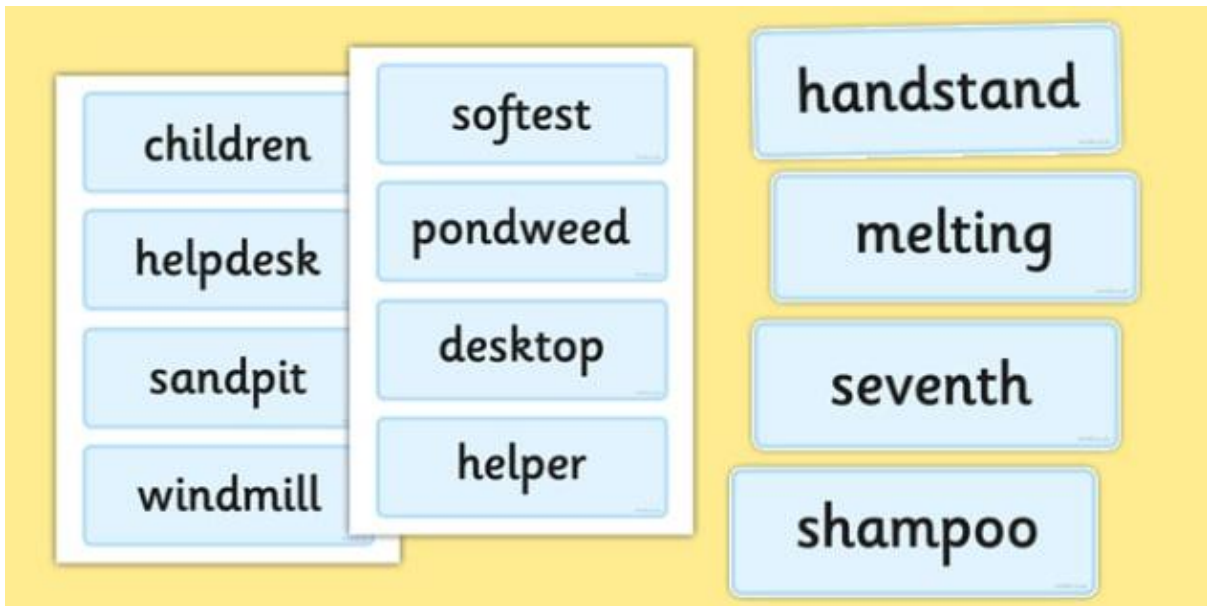 children
helpdesk
sandpit
windmill
softest
pondweed
desktop
helper
handstand
melting
seventh
shampoo